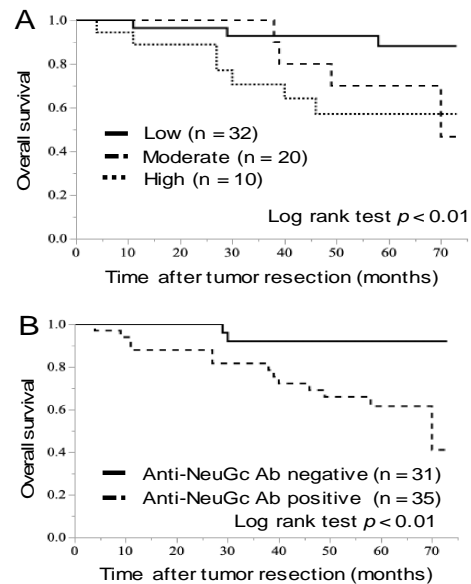 A
1.0
0.8
0.6
0.4
0.2
0.0
Overall survival
Low (n = 32)
Moderate (n = 20)
High (n = 10)
Log rank test p < 0.01
0 10 20 30 40 50 60 70
Time after tumor resection (months)
B
1.0
0.8
0.6
0.4
0.2
0.0
Overall survival
Anti-NeuGc Ab negative (n = 31)
Anti-NeuGc Ab positive (n = 35)
Log rank test p < 0.01
0 10 20 30 40 50 60 70
Time after tumor resection (months)